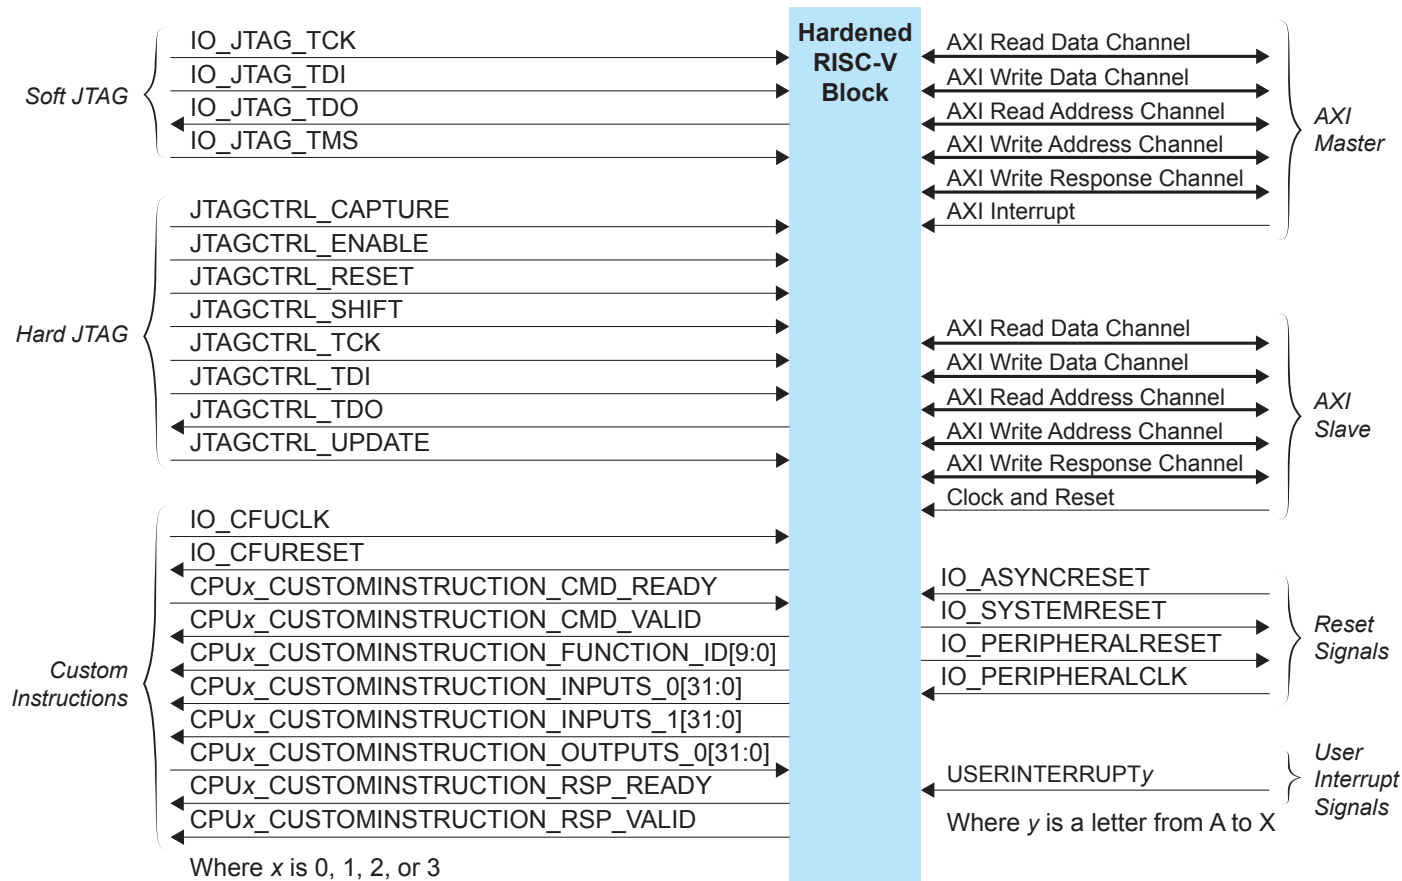 Hardened
RISC-V
Block
Soft JTAG
IO_JTAG_TCK
IO_JTAG_TDI
IO_JTAG_TDO
IO_JTAG_TMS
Hard JTAG
JTAGCTRL_CAPTURE
JTAGCTRL_ENABLE
JTAGCTRL_RESET
JTAGCTRL_SHIFT
JTAGCTRL_TCK
JTAGCTRL_TDI
JTAGCTRL_TDO
JTAGCTRL_UPDATE
Custom
Instructions
IO_CFUCLK
IO_CFURESET
CPUx_CUSTOMINSTRUCTION_CMD_READY
CPUx_CUSTOMINSTRUCTION_CMD_VALID
CPUx_CUSTOMINSTRUCTION_FUNCTION_ID[9:0]
CPUx_CUSTOMINSTRUCTION_INPUTS_0[31:0]
CPUx_CUSTOMINSTRUCTION_INPUTS_1[31:0]
CPUx_CUSTOMINSTRUCTION_OUTPUTS_0[31:0]
CPUx_CUSTOMINSTRUCTION_RSP_READY
CPUx_CUSTOMINSTRUCTION_RSP_VALID
Where x is 0, 1, 2, or 3
AXI Read Data Channel
AXI Write Data Channel
AXI Read Address Channel
AXI Write Address Channel
AXI Write Response Channel
AXI Interrupt
AXI
Master
AXI Read Data Channel
AXI Write Data Channel
AXI Read Address Channel
AXI Write Address Channel
AXI Write Response Channel
Clock and Reset
AXI
Slave
IO_ASYNCRESET
IO_SYSTEMRESET
IO_PERIPHERALRESET
IO_PERIPHERALCLK
Reset
Signals
USERINTERRUPTy
Where y is a letter from A to X
User
Interrupt
Signals